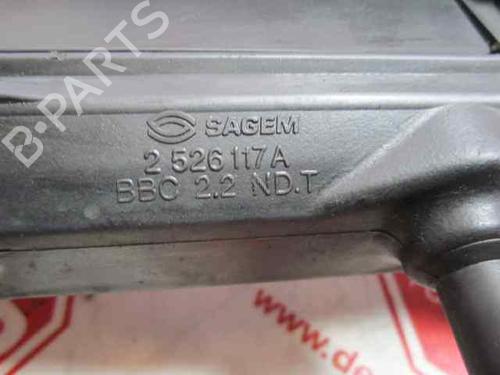 B-PARTS
SAGEM
2 526 117 A
BBC 2.2 ND.T
www.de